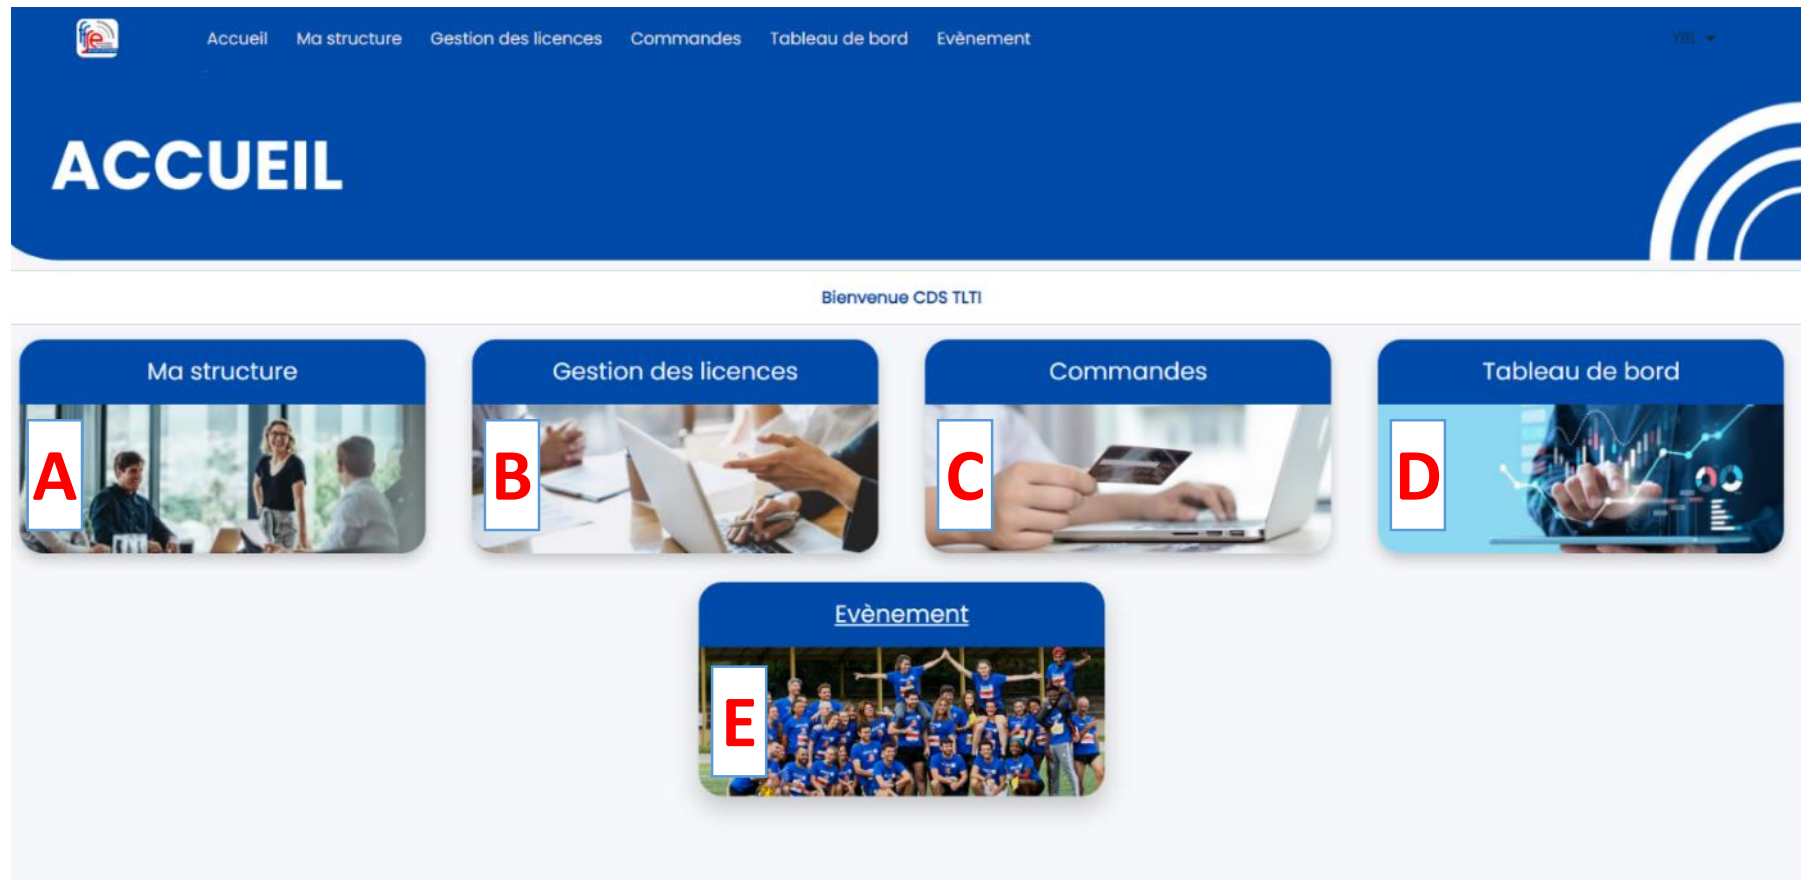 Accueil Ma structure Gestion des licences Commandes Tableau de bord Evènement YBL
ACCUEIL
Bienvenue CDS TLTI
Ma structure Gestion des licences Commandes Tableau de bord
A B C D
Evènement
E